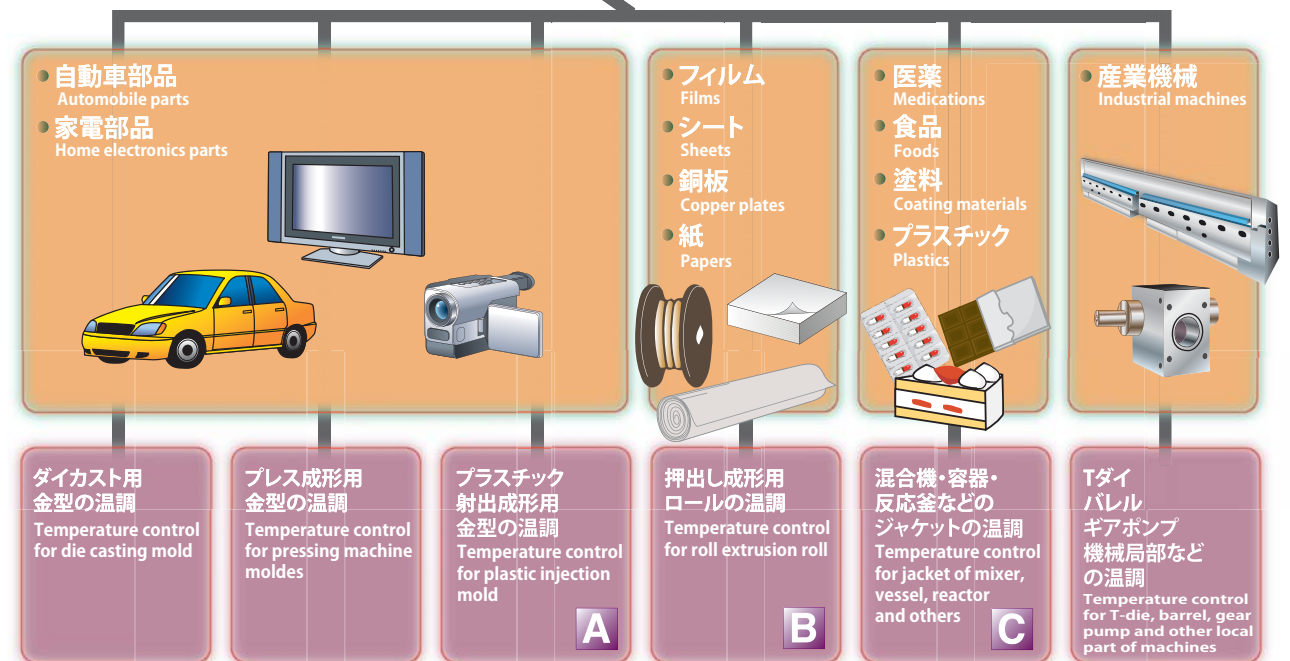 自動車部品
Automobile parts
家電部品
Home electronics parts
フィルム
Films
シート
Sheets
銅板
Copper plates
紙
Papers
医薬
Medications
食品
Foods
塗料
Coating materials
プラスチック
Plastics
産業機械
Industrial machines
ダイカスト用
金型の温調
Temperature control
for die casting mold
プレス成形用
金型の温調
Temperature control
for pressing machine
moldes
プラスチック
射出成形用
金型の温調
Temperature control
for plastic injection
mold
A
押出し成形用
ロールの温調
Temperature control
for roll extrusion roll
B
混合機・容器・
反応釜などの
ジャケットの温調
Temperature control
for jacket of mixer,
vessel, reactor
and others
C
Tダイ
バレル
ギアポンプ
機械局部など
の温調
Temperature control
for T-die, barrel, gear
pump and other local
part of machines